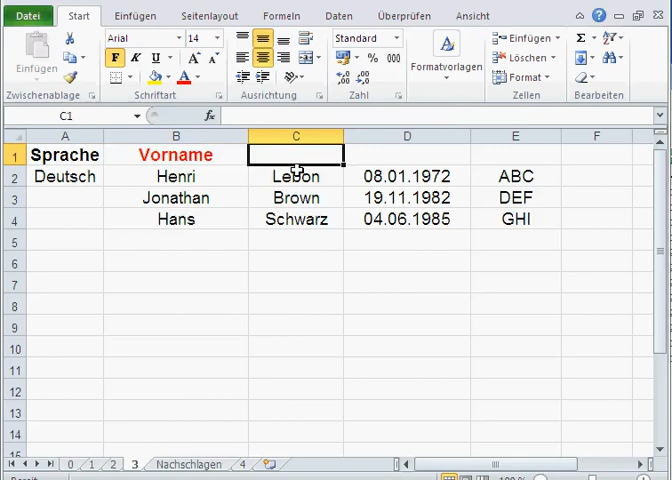 Datei Start Einfügen Seitenlayout Formeln Daten Überprüfen Ansicht
Einfügen
Arial 14
F K U
Standard
% 000
Formatvorlagen
Einfügen
Löschen
Format
Zwischenablage Schriftart Ausrichtung Zahl Bearbeiten
C1 fx
A B C D E F
1 Sprache Vorname
2 Deutsch Henri Lebon 08.01.1972 ABC
3 Jonathan Brown 19.11.1982 DEF
4 Hans Schwarz 04.06.1985 GHI
5
6
7
8
9
10
11
12
13
14
15
0 1 2 3 Nachschlagen 4
Bereit 100 %